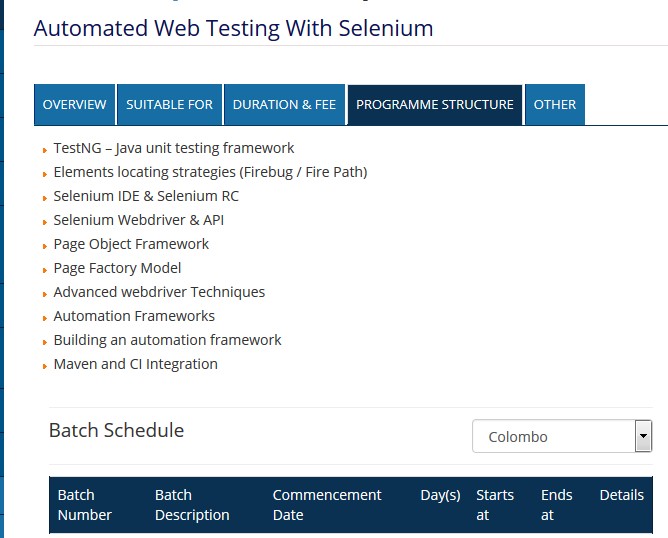 Automated Web Testing With Selenium
OVERVIEW SUITABLE FOR DURATION & FEE PROGRAMME STRUCTURE OTHER
TestNG – Java unit testing framework
Elements locating strategies (Firebug / Fire Path)
Selenium IDE & Selenium RC
Selenium Webdriver & API
Page Object Framework
Page Factory Model
Advanced webdriver Techniques
Automation Frameworks
Building an automation framework
Maven and CI Integration
Batch Schedule Colombo
Batch Batch Commencement Day(s) Starts Ends Details
Number Description Date at at